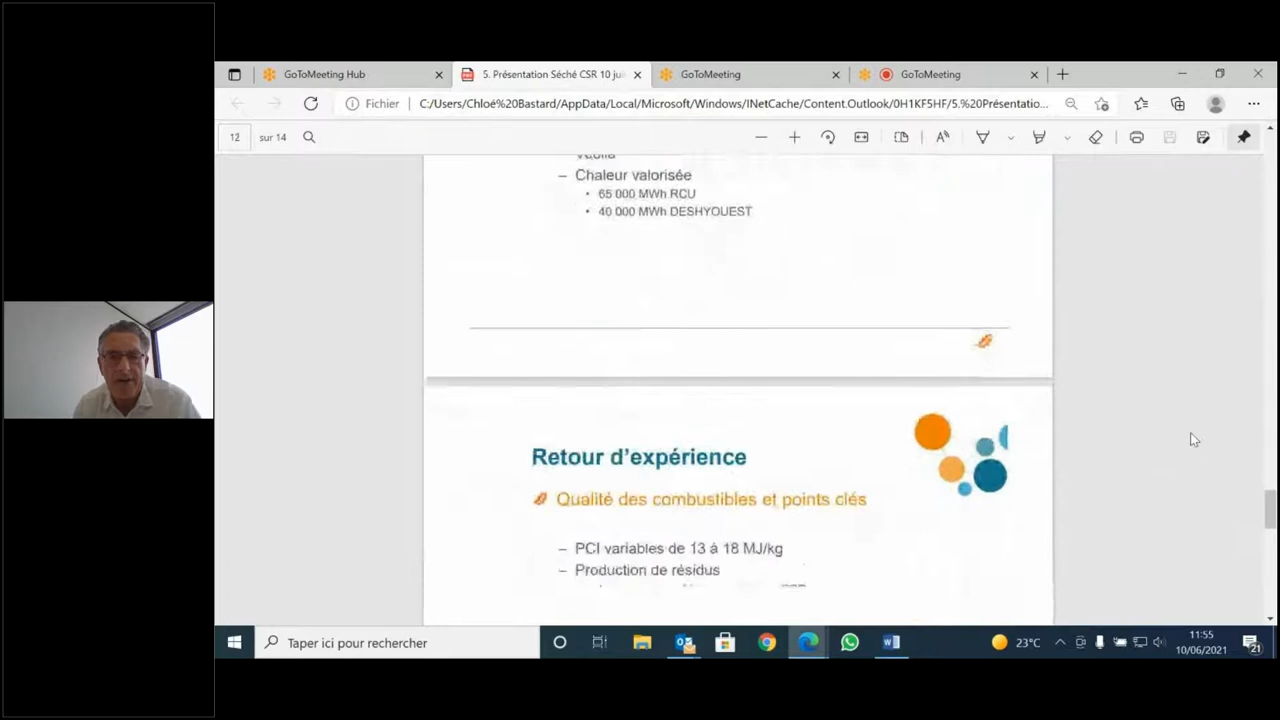 GoToMeeting Hub
5. Présentation Séché CSR 10 jui
GoToMeeting
GoToMeeting
Fichier
C:/Users/Chloé%20Bastard/AppData/Local/Microsoft/Windows/INetCache/Content.Outlook/0H1KF5HF/5.%20Présentatio...
12 sur 14
– Chaleur valorisée
• 65 000 MWh RCU
• 40 000 MWh DESHYOUEST
Retour d'expérience
Qualité des combustibles et points clés
– PCI variables de 13 à 18 MJ/kg
– Production de résidus
Taper ici pour rechercher
23°C
11:55
10/06/2021
21